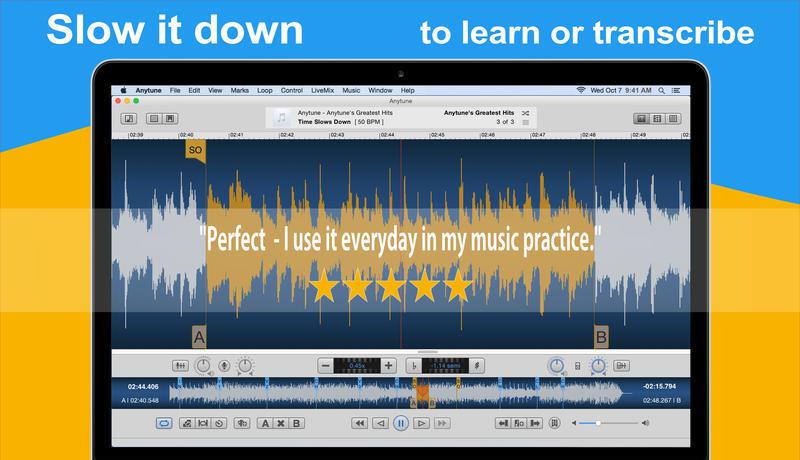 Slow it down
to learn or transcribe
Anytune File Edit View Marks Loop Control LiveMix Music Window Help
Wed Oct 7 9:41 AM
Anytune
Anytune - Anytune's Greatest Hits
Anytune's Greatest Hits
Time Slows Down [ 50 BPM ]
3 of 3
02:39 02:40 02:41 02:42 02:43 02:44 02:45 02:46 02:47 02:48 02:
SO
"Perfect - I use it everyday in my music practice."
A
B
0.45x
-1.14 semi
02:44.406
-02:15.794
A | 02:40.548
02:48.267 | B
A
B